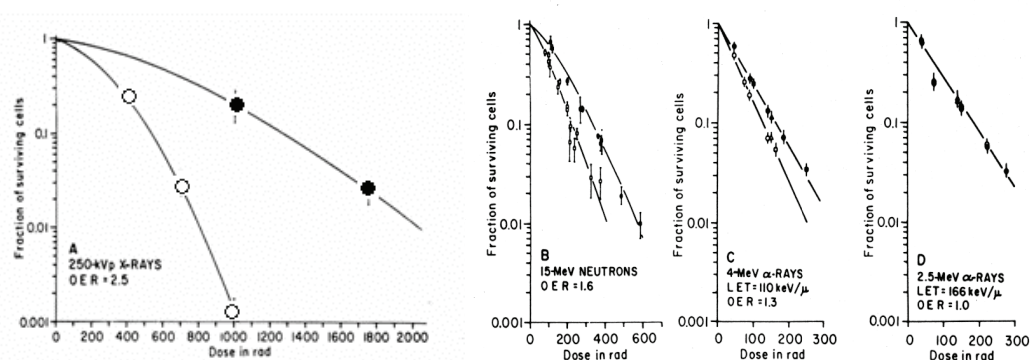 Fraction of surviving cells
1
0.1
0.01
0.001
A
250-kVp X-RAYS
OER = 2.5
0 200 400 600 800 1000 1200 1400 1600 1800 2000
Dose in rad
Fraction of surviving cells
1
0.1
0.01
0.001
B
15-MeV NEUTRONS
OER = 1.6
0 200 400 600
Dose in rad
Fraction of surviving cells
1
0.1
0.01
0.001
C
4-MeV α-RAYS
LET = 110 keV/μ
OER = 1.3
0 100 200 300
Dose in rad
Fraction of surviving cells
1
0.1
0.01
0.001
D
2.5-MeV α-RAYS
LET = 166 keV/μ
OER = 1.0
0 100 200 300
Dose in rad